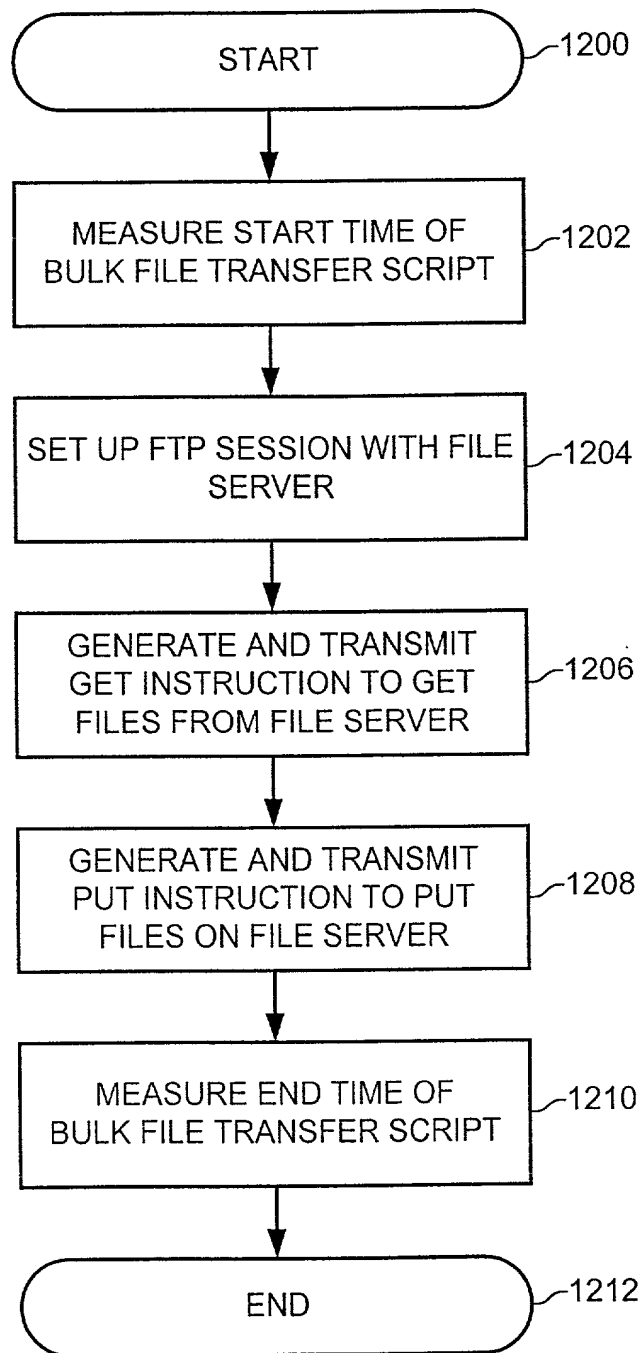 START
1200
MEASURE START TIME OF
BULK FILE TRANSFER SCRIPT
1202
SET UP FTP SESSION WITH FILE
SERVER
1204
GENERATE AND TRANSMIT
GET INSTRUCTION TO GET
FILES FROM FILE SERVER
1206
GENERATE AND TRANSMIT
PUT INSTRUCTION TO PUT
FILES ON FILE SERVER
1208
MEASURE END TIME OF
BULK FILE TRANSFER SCRIPT
1210
END
1212